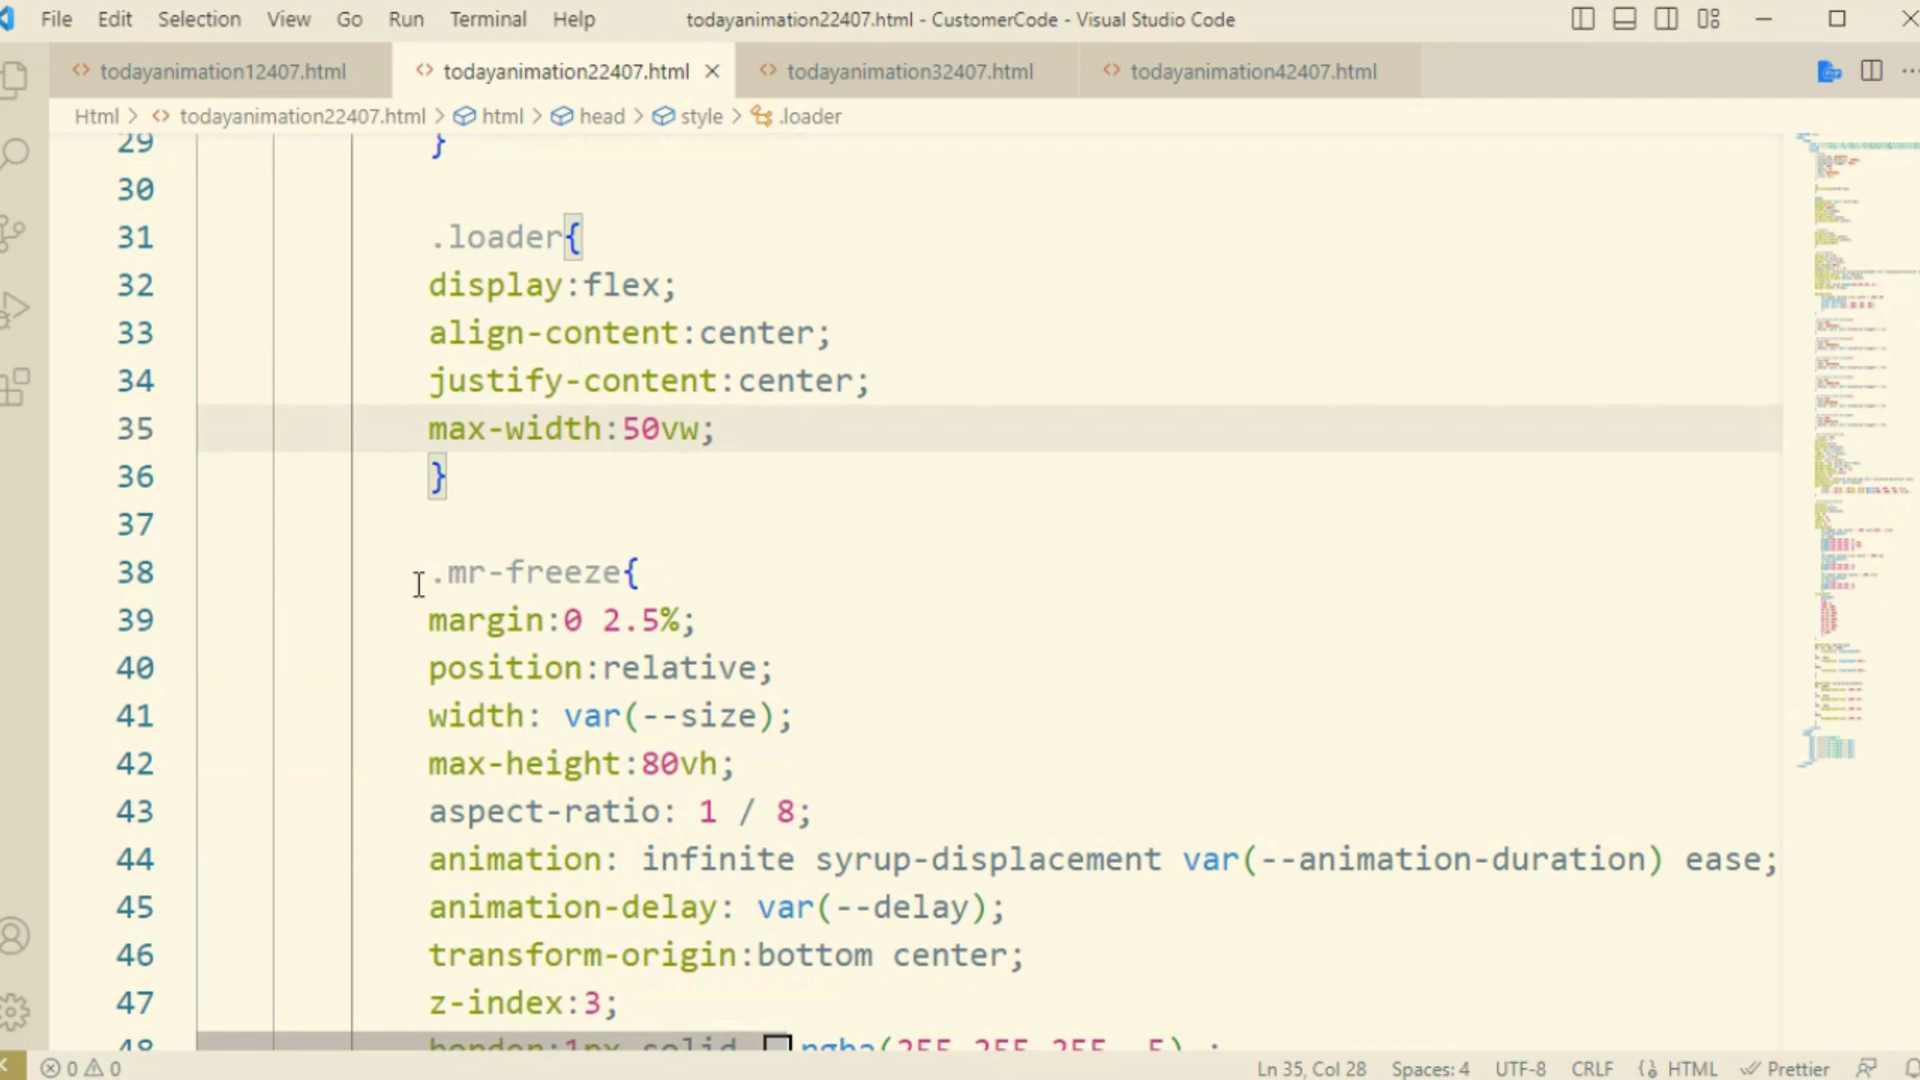 File Edit Selection View Go Run Terminal Help todayanimation22407.html - CustomerCode - Visual Studio Code
todayanimation12407.html todayanimation22407.html todayanimation32407.html todayanimation42407.html
Html > todayanimation22407.html > html > head > style > .loader
29 }
30
31 .loader{
32 display:flex;
33 align-content:center;
34 justify-content:center;
35 max-width:50vw;
36 }
37
38 .mr-freeze{
39 margin:0 2.5%;
40 position:relative;
41 width: var(--size);
42 max-height:80vh;
43 aspect-ratio: 1 / 8;
44 animation: infinite syrup-displacement var(--animation-duration) ease;
45 animation-delay: var(--delay);
46 transform-origin:bottom center;
47 z-index:3;
48 border:1px solid rgba(255,255,255,.5) ;
0 0 Ln 35, Col 28 Spaces: 4 UTF-8 CRLF HTML Prettier